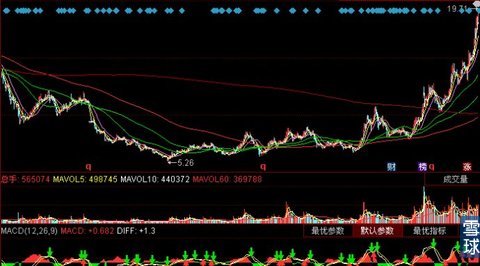 19.71
5.26
q q 财 榜 q 涨
总手: 565074 MAVOL5: 498745 MAVOL10: 440372 MAVOL60: 369786 成交量
MACD(12,26,9) MACD: +0.682 DIFF: +1.3 最优参数 默认参数 最优指标
雪球